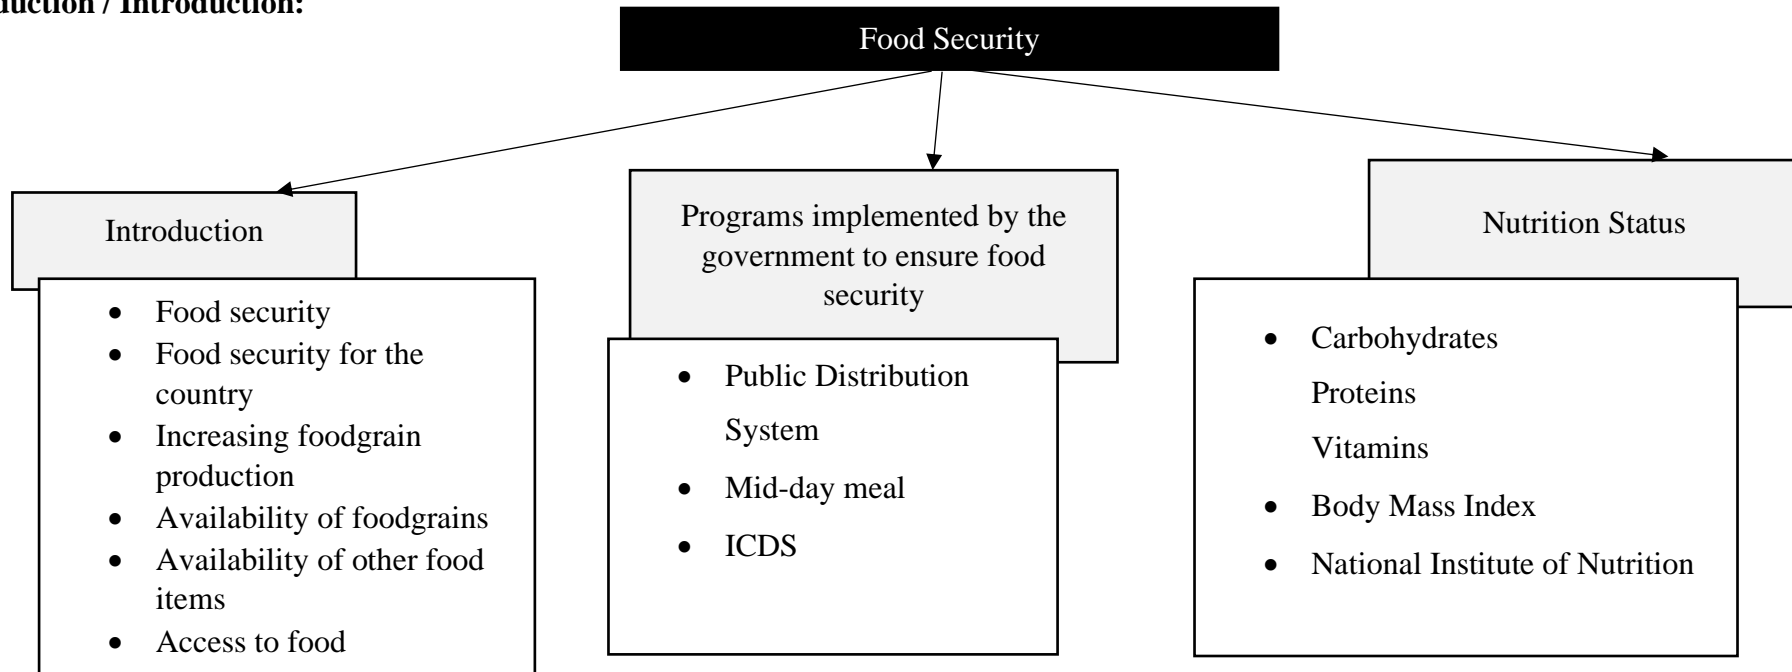 duction / Introduction:
Food Security
Introduction
• Food security
• Food security for the
country
• Increasing foodgrain
production
• Availability of foodgrains
• Availability of other food
items
• Access to food
Programs implemented by the
government to ensure food
security
• Public Distribution
System
• Mid-day meal
• ICDS
Nutrition Status
• Carbohydrates
Proteins
Vitamins
• Body Mass Index
• National Institute of Nutrition